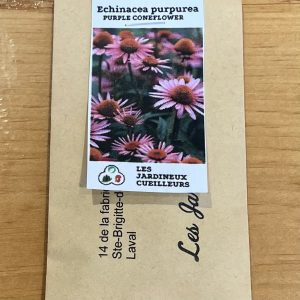 Echinacea purpurea
PURPLE CONEFLOWER
LES
JARDINEUX
CUEILLEURS
14 de la fabri
Ste-Brigitte-d
Laval
Les Ja